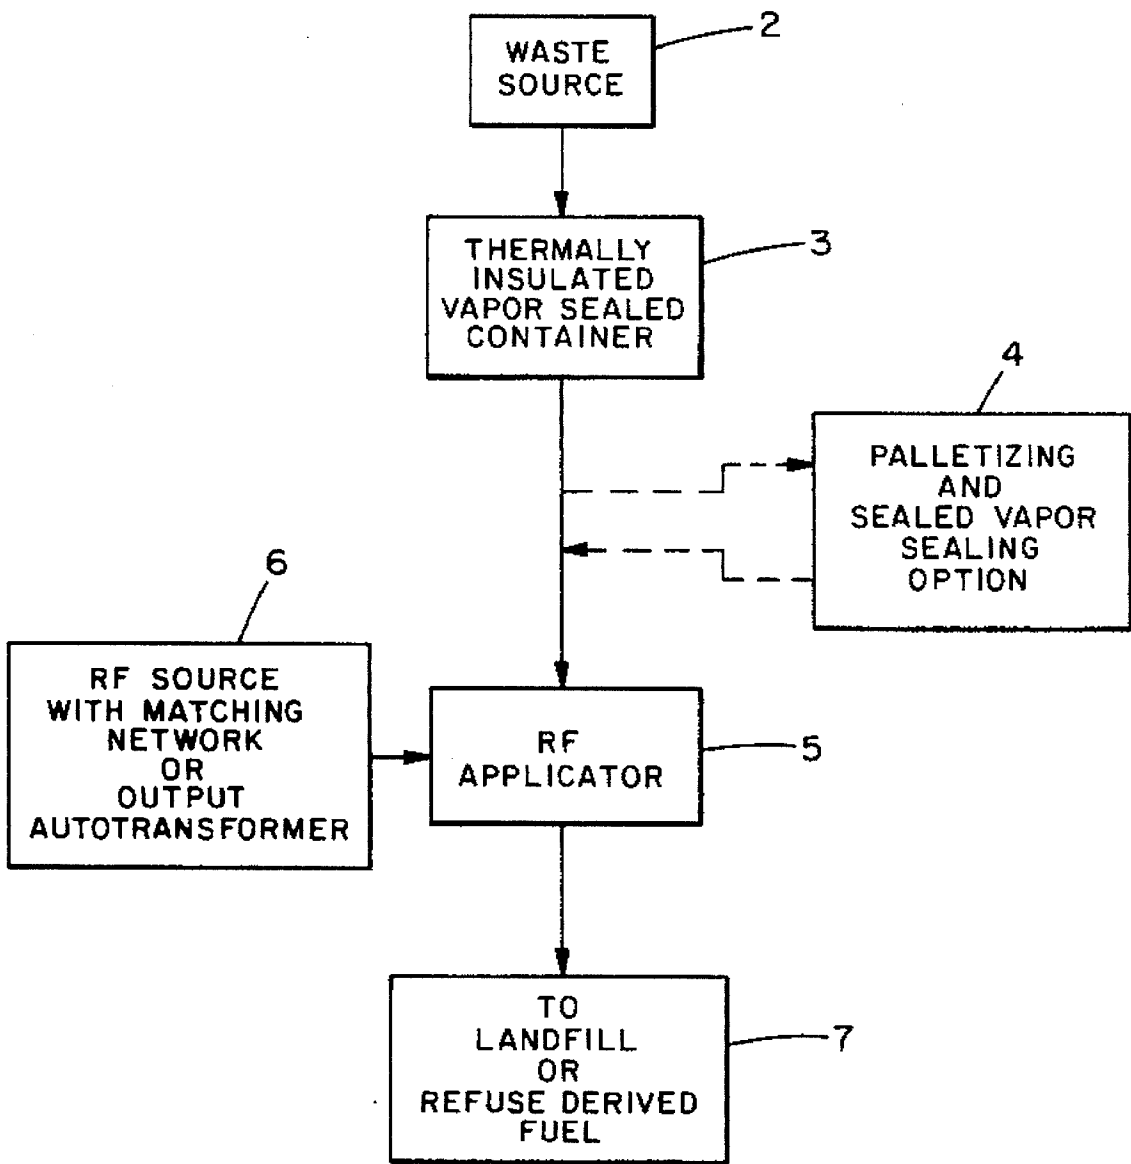 2
WASTE
SOURCE
3
THERMALLY
INSULATED
VAPOR SEALED
CONTAINER
4
PALLETIZING
AND
SEALED VAPOR
SEALING
OPTION
6
RF SOURCE
WITH MATCHING
NETWORK
OR
OUTPUT
AUTOTRANSFORMER
RF
APPLICATOR
5
TO
LANDFILL
OR
REFUSE DERIVED
FUEL
7